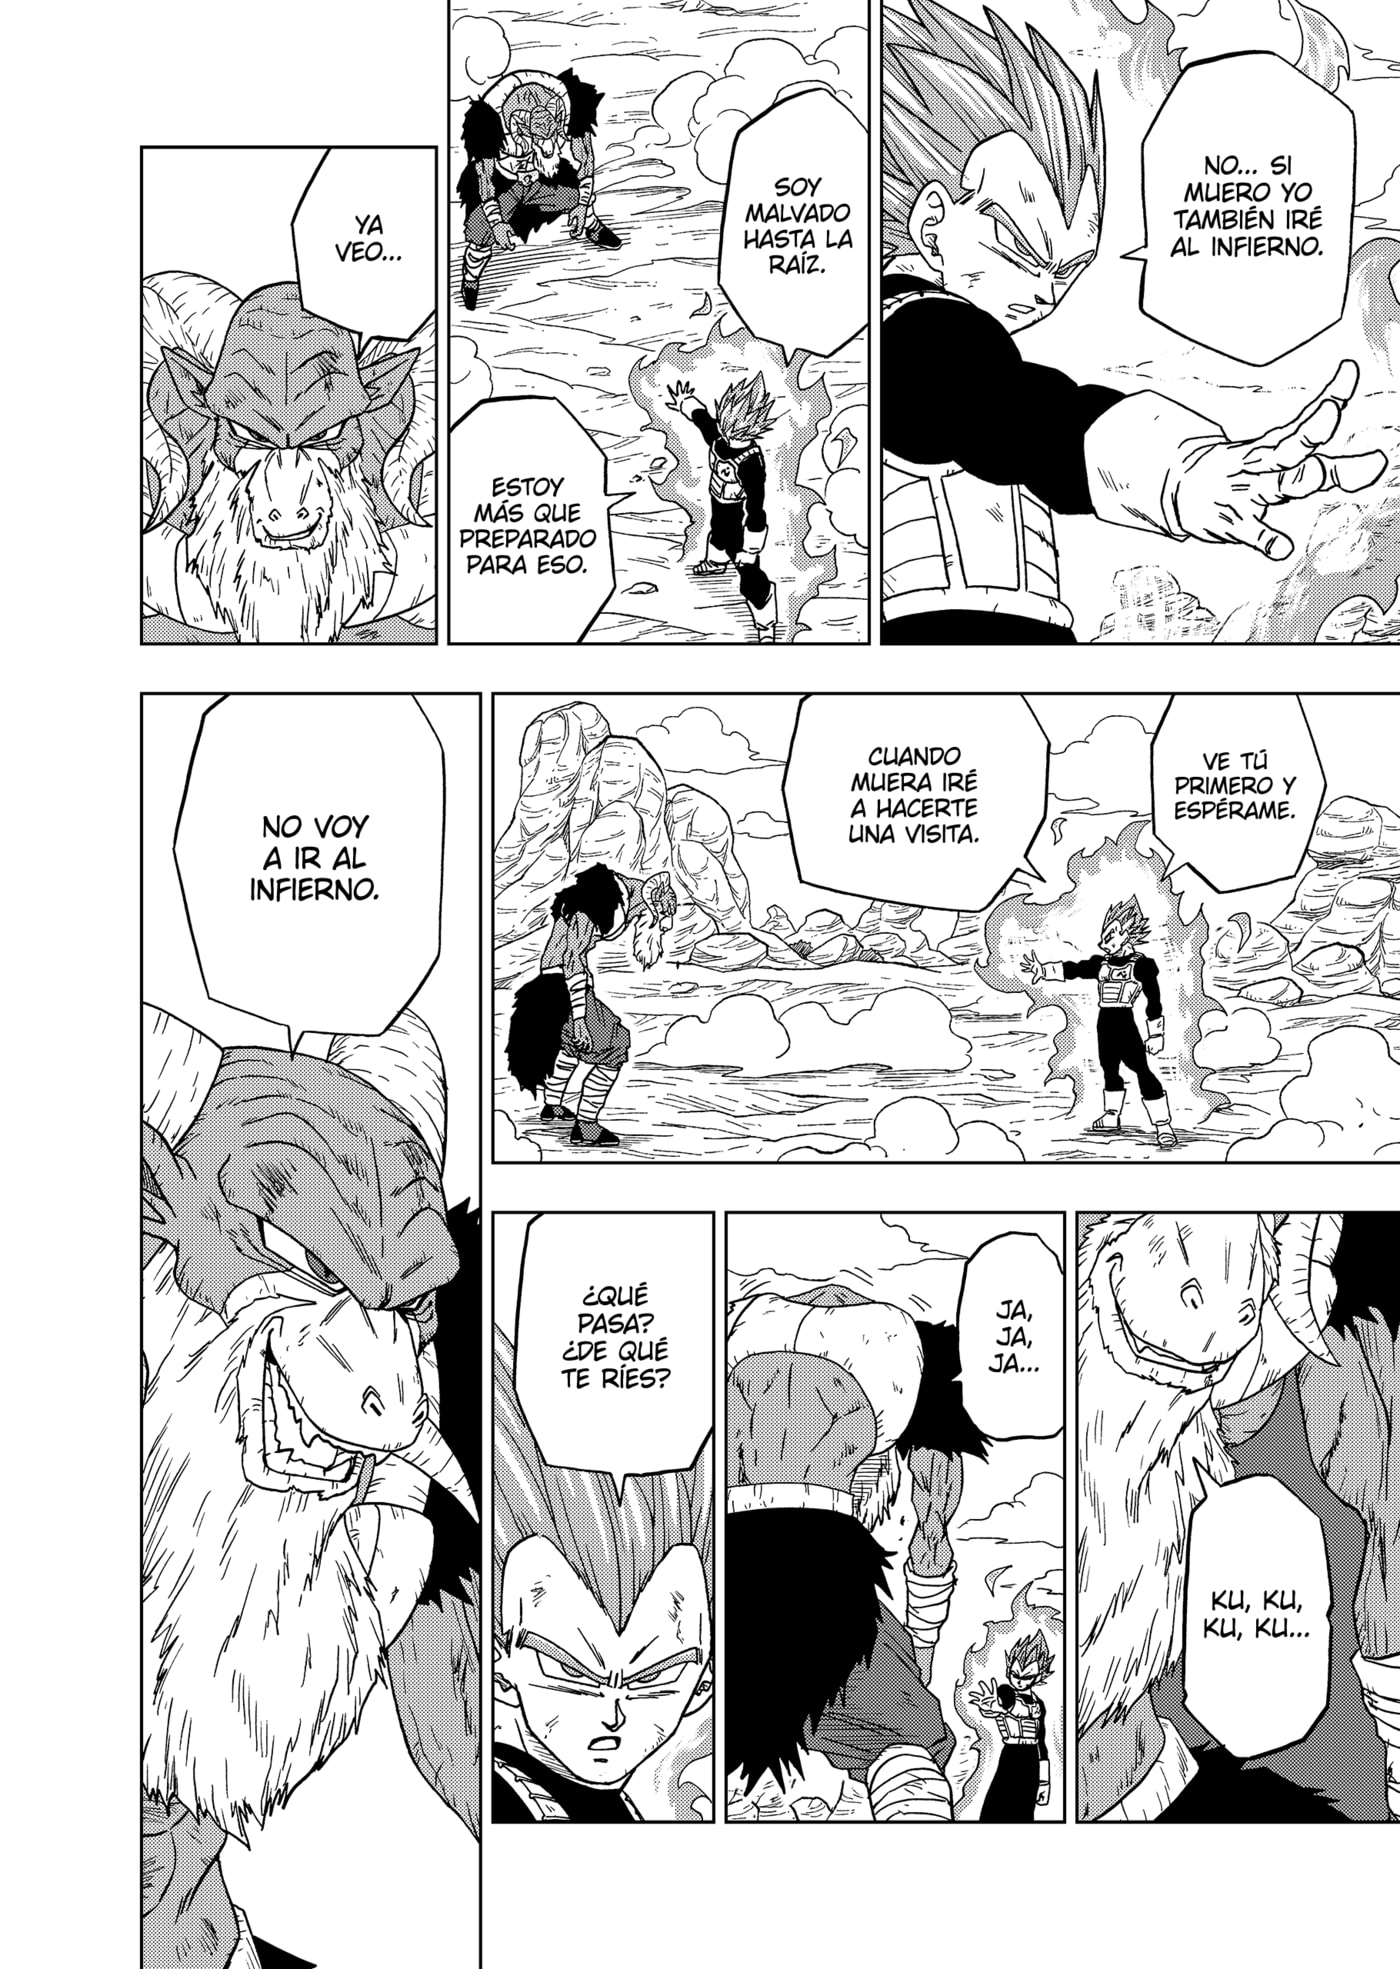 NO... SI
MUERO YO
TAMBIÉN IRÉ
AL INFIERNO.
SOY
MALVADO
HASTA LA
RAÍZ.
ESTOY
MÁS QUE
PREPARADO
PARA ESO.
YA
VEO...
VE TÚ
PRIMERO Y
ESPÉRAME.
CUANDO
MUERA IRÉ
A HACERTE
UNA VISITA.
KU, KU,
KU, KU...
JA,
JA,
JA...
¿QUÉ
PASA?
¿DE QUÉ
TE RÍES?
NO VOY
A IR AL
INFIERNO.